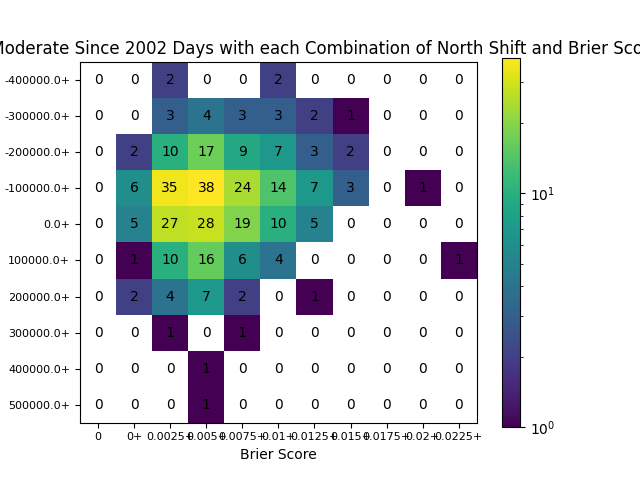 Moderate Since 2002 Days with each Combination of North Shift and Brier Sco
-400000.0+ 0 0 2 0 0 2 0 0 0 0 0
-300000.0+ 0 0 3 4 3 3 2 1 0 0 0
-200000.0+ 0 2 10 17 9 7 3 2 0 0 0
-100000.0+ 0 6 35 38 24 14 7 3 0 1 0
0.0+ 0 5 27 28 19 10 5 0 0 0 0
100000.0+ 0 1 10 16 6 4 0 0 0 0 1
200000.0+ 0 2 4 7 2 0 1 0 0 0 0
300000.0+ 0 0 1 0 1 0 0 0 0 0 0
400000.0+ 0 0 0 1 0 0 0 0 0 0 0
500000.0+ 0 0 0 1 0 0 0 0 0 0 0
0 0+ 0.0025+ 0.005+ 0.0075+ 0.01+ 0.0125+ 0.015+ 0.0175+ 0.02+ 0.0225+
Brier Score
10¹
10⁰